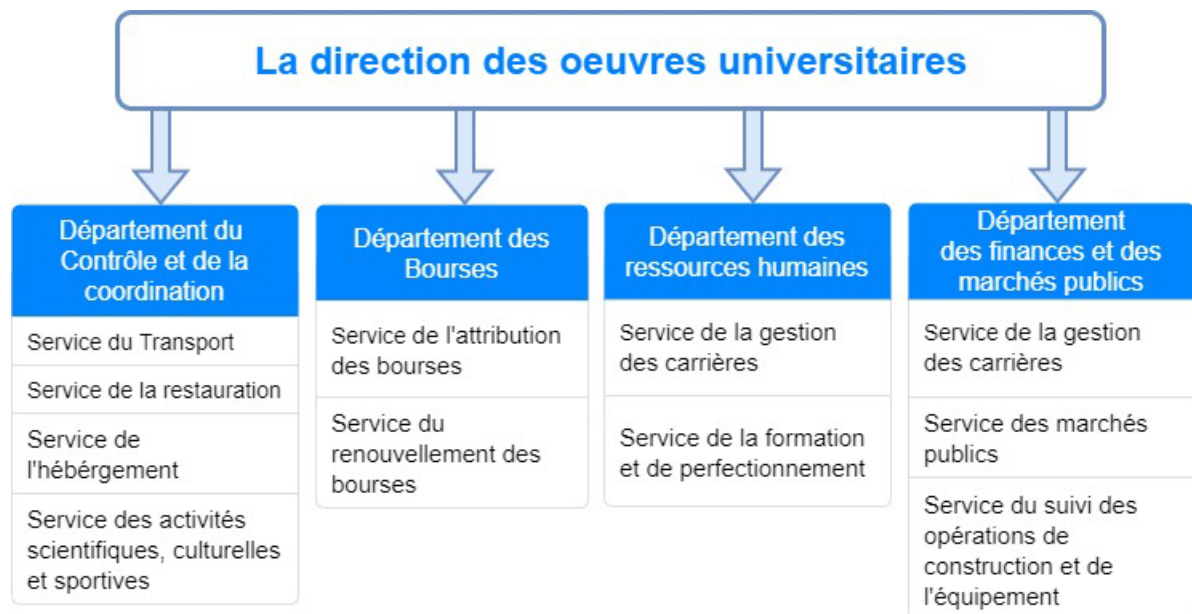 La direction des oeuvres universitaires
Département du
Contrôle et de la
coordination
Service du Transport
Service de la restauration
Service de
l'hébérgement
Service des activités
scientifiques, culturelles
et sportives
Département des
Bourses
Service de l'attribution
des bourses
Service du
renouvellement des
bourses
Département des
ressources humaines
Service de la gestion
des carrières
Service de la formation
et de perfectionnement
Département
des finances et des
marchés publics
Service de la gestion
des carrières
Service des marchés
publics
Service du suivi des
opérations de
construction et de
l'équipement